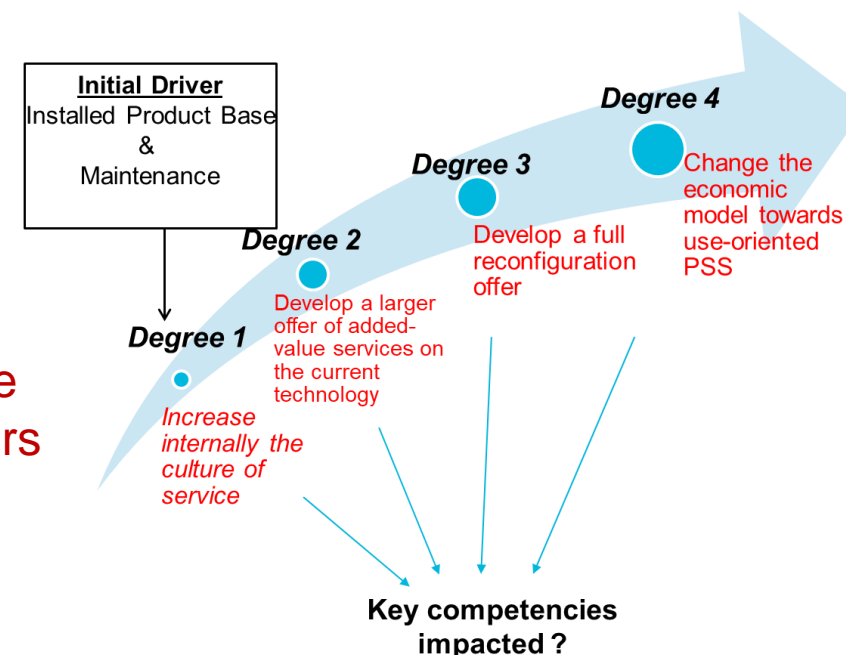 Initial Driver
Installed Product Base
&
Maintenance
Degree 4
Change the
economic
model towards
use-oriented
PSS
Degree 3
Develop a full
reconfiguration
offer
Degree 2
Develop a larger
offer of added-
value services on
the current
technology
Degree 1
Increase
internally the
culture of
service
Key competencies
impacted ?